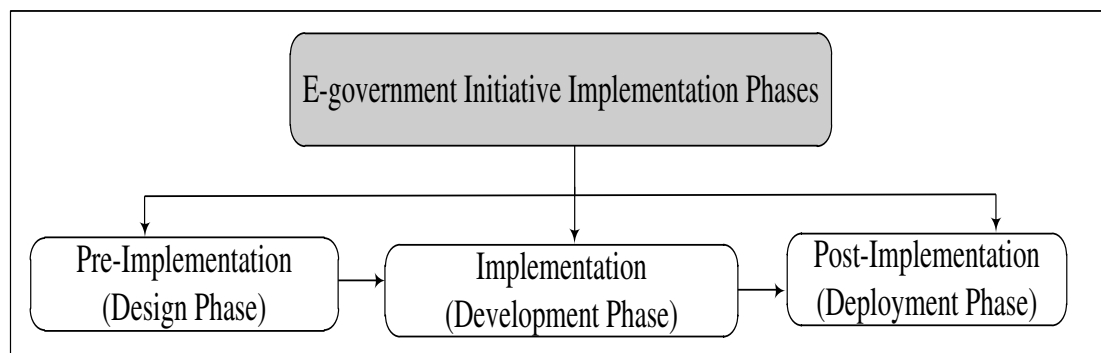 E-government Initiative Implementation Phases
Pre-Implementation
(Design Phase)
Implementation
(Development Phase)
Post-Implementation
(Deployment Phase)